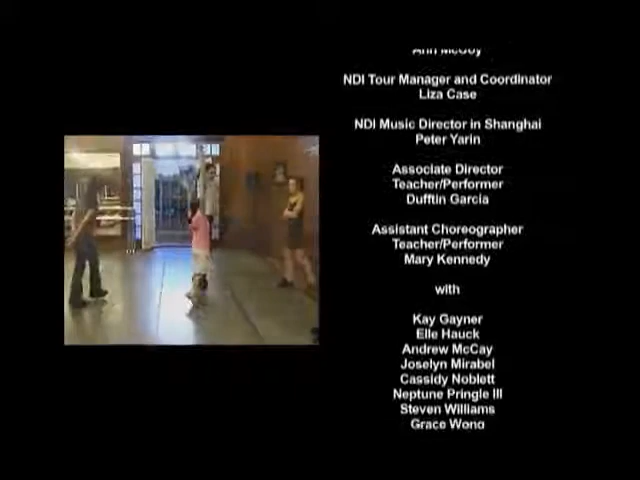 Ann McCoy
NDI Tour Manager and Coordinator
Liza Case
NDI Music Director in Shanghai
Peter Yarin
Associate Director
Teacher/Performer
Dufftin Garcia
Assistant Choreographer
Teacher/Performer
Mary Kennedy
with
Kay Gayner
Elle Hauck
Andrew McCay
Joselyn Mirabel
Cassidy Noblett
Neptune Pringle III
Steven Williams
Grace Wong